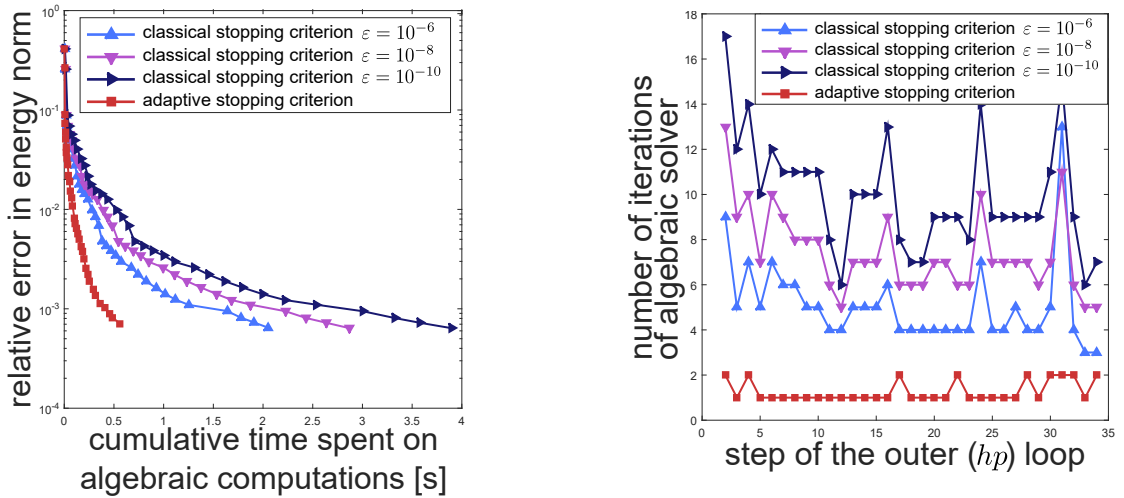 relative error in energy norm
10⁰
10⁻¹
10⁻²
10⁻³
10⁻⁴
classical stopping criterion ε = 10⁻⁶
classical stopping criterion ε = 10⁻⁸
classical stopping criterion ε = 10⁻¹⁰
adaptive stopping criterion
0 0.5 1 1.5 2 2.5 3 3.5 4
cumulative time spent on
algebraic computations [s]
number of iterations
of algebraic solver
18
16
14
12
10
8
6
4
2
0
classical stopping criterion ε = 10⁻⁶
classical stopping criterion ε = 10⁻⁸
classical stopping criterion ε = 10⁻¹⁰
adaptive stopping criterion
0 5 10 15 20 25 30 35
step of the outer (hp) loop